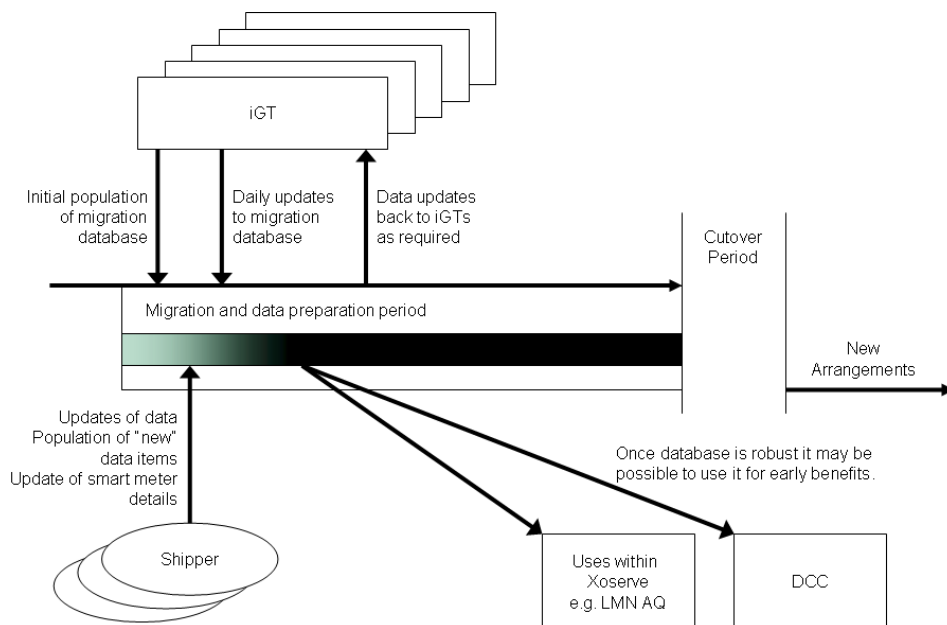 iGT
Initial population
of migration
database
Daily updates
to migration
database
Data updates
back to iGTs
as required
Cutover
Period
Migration and data preparation period
New
Arrangements
Updates of data
Population of "new"
data items
Update of smart meter
details
Once database is robust it may be
possible to use it for early benefits.
Shipper
Uses within
Xoserve
e.g. LMN AQ
DCC